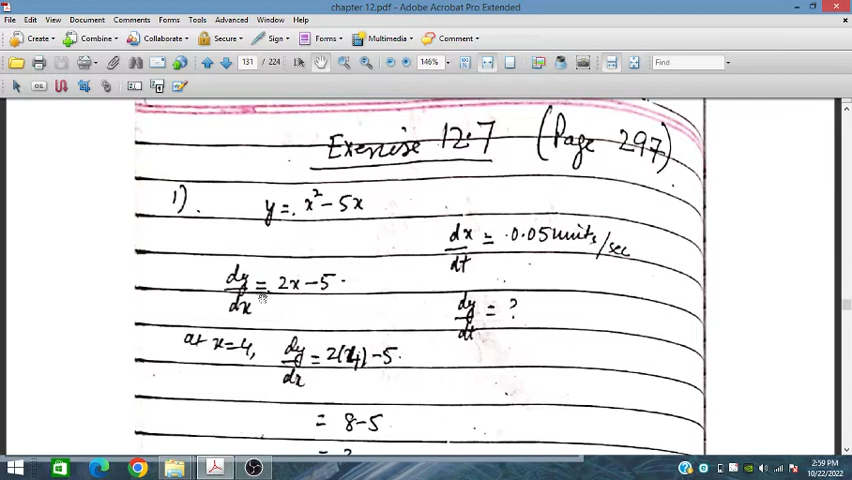 chapter 12.pdf - Adobe Acrobat Pro Extended
File Edit View Document Comments Forms Tools Advanced Window Help
Create Combine Collaborate Secure Sign Forms Multimedia Comment
131 / 224 146% Find
Exercise 12.7 (Page 297)
1). y = x² - 5x
dx/dt = 0.05 units/sec
dy/dx = 2x - 5
dy/dt = ?
at x=4, dy/dx = 2(4) - 5
= 8 - 5
2:59 PM
10/22/2022